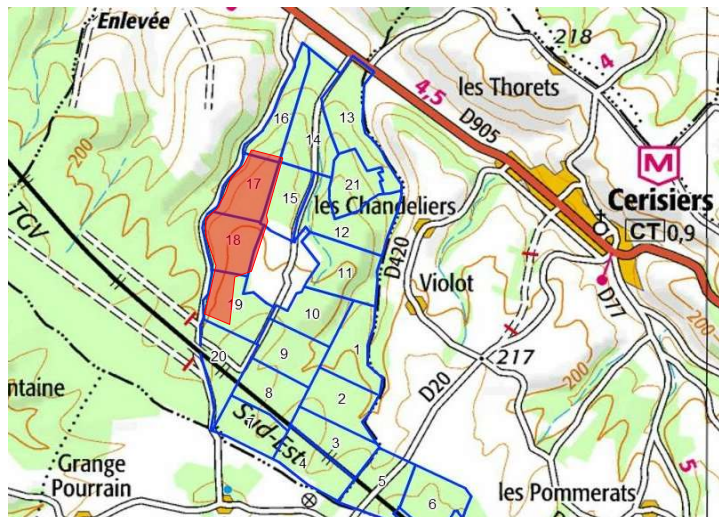 Enlevée
218
4
les Thorets
4,5
D905
16
14
13
200
17
15
21
M
Cerisiers
les Chandeliers
CT 0,9
TGV
18
12
D420
11
Violot
D77
19
10
1
20
9
217
200
ntaine
8
2
D20
Sud-Est
7
3
Grange
Pourrain
4
5
5
6
les Pommerats